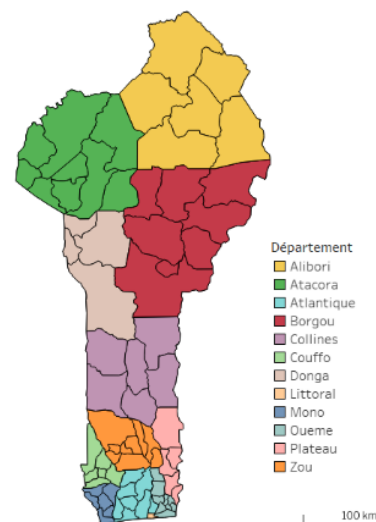 Département
Alibori
Atacora
Atlantique
Borgou
Collines
Couffo
Donga
Littoral
Mono
Oueme
Plateau
Zou
100 km